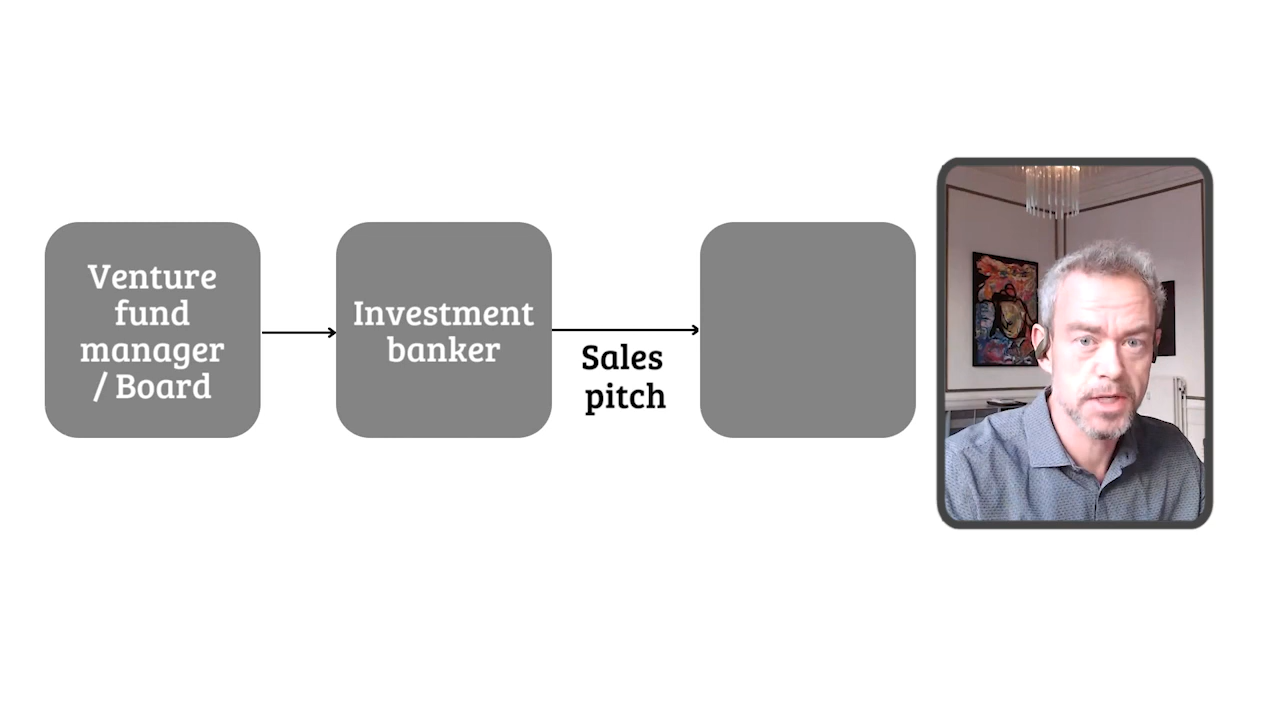 Venture
fund
manager
/ Board
Investment
banker
Sales
pitch